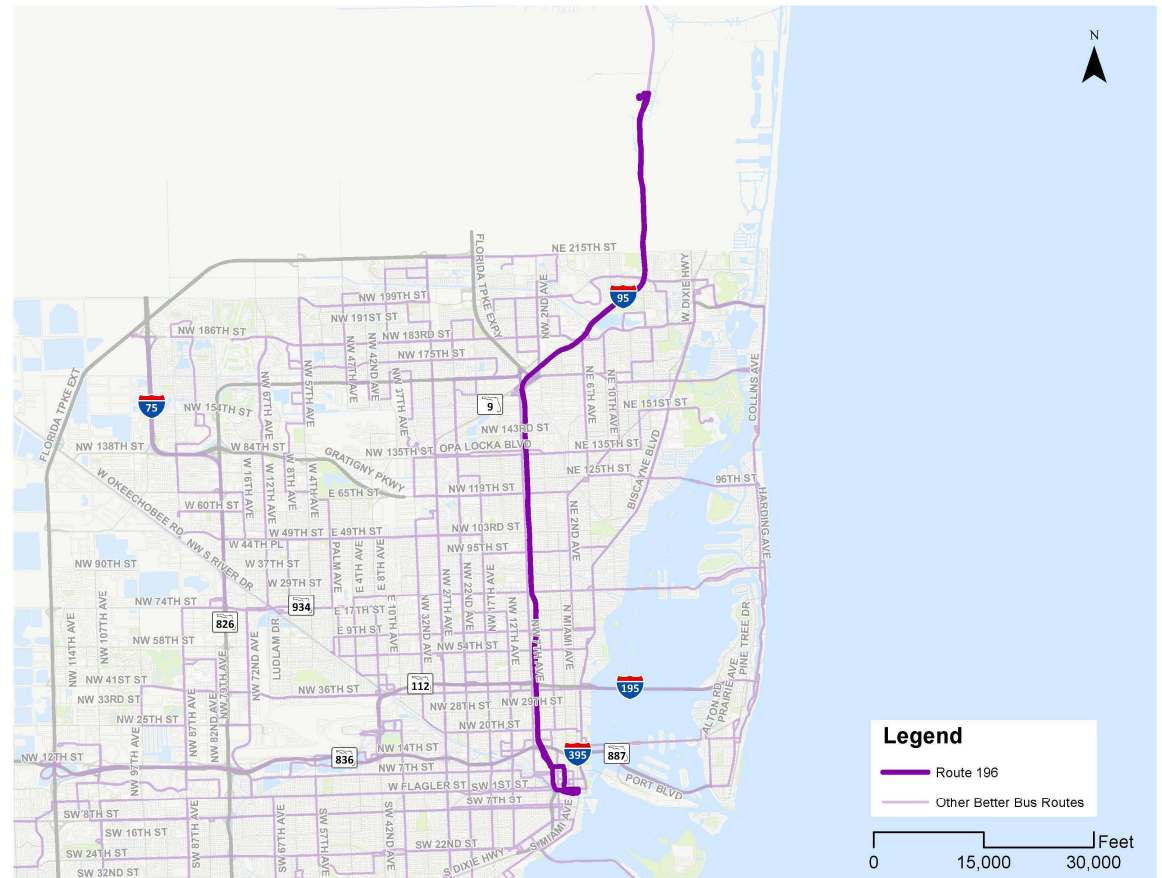 N
NE 215TH ST
FLORIDA TPKE EXPY
NW 2ND AVE
W DIXIE HWY
95
NW 199TH ST
NW 191ST ST
NW 186TH ST
NW 183RD ST
NW 175TH ST
NW 47TH AVE
NW 42ND AVE
NW 37TH AVE
NW 57TH AVE
NW 67TH AVE
FLORIDA TPKE EXT
75
NW 154TH ST
9
NE 6TH AVE
NE 10TH AVE
NE 151ST ST
COLLINS AVE
NW 143RD ST
OPA LOCKA BLVD
NW 135TH ST
NE 135TH ST
NW 138TH ST
W 84TH ST
GRATIGNY PKWY
NE 125TH ST
BISCAYNE BLVD
96TH ST
HARDING AVE
W 16TH AVE
W 12TH AVE
W 8TH AVE
W 4TH AVE
E 65TH ST
NW 119TH ST
W OKEECHOBEE RD
W 60TH ST
NW 103RD ST
NE 2ND AVE
W 49TH ST
E 49TH ST
W 44TH PL
NW S RIVER DR
NW 95TH ST
NW 90TH ST
W 37TH ST
PALM AVE
E 4TH AVE
E 8TH AVE
W 29TH ST
NW 27TH AVE
NW 22ND AVE
NW 17TH AVE
NW 74TH ST
934
E 17TH ST
E 10TH AVE
NW 32ND AVE
NW 12TH AVE
NW 7TH AVE
N MIAMI AVE
PINE TREE DR
826
E 9TH ST
NW 114TH AVE
NW 107TH AVE
NW 58TH ST
NW 72ND AVE
LUDLAM DR
NW 54TH ST
NW 41ST ST
NW 79TH AVE
NW 36TH ST
112
195
PRAIRIE AVE
ALTON RD
NW 33RD ST
NW 28TH ST
NW 29TH ST
NW 25TH ST
NW 87TH AVE
NW 82ND AVE
NW 20TH ST
NW 12TH ST
NW 97TH AVE
836
NW 14TH ST
395
887
NW 7TH ST
W FLAGLER ST
SW 1ST ST
PORT BLVD
SW 7TH ST
SW 8TH ST
SW 16TH ST
SW 87TH AVE
SW 67TH AVE
SW 57TH AVE
SW 42ND AVE
SW 22ND ST
S MIAMI AVE
SW 24TH ST
S DIXIE HWY
SW 32ND ST
Legend
Route 196
Other Better Bus Routes
Feet
0 15,000 30,000